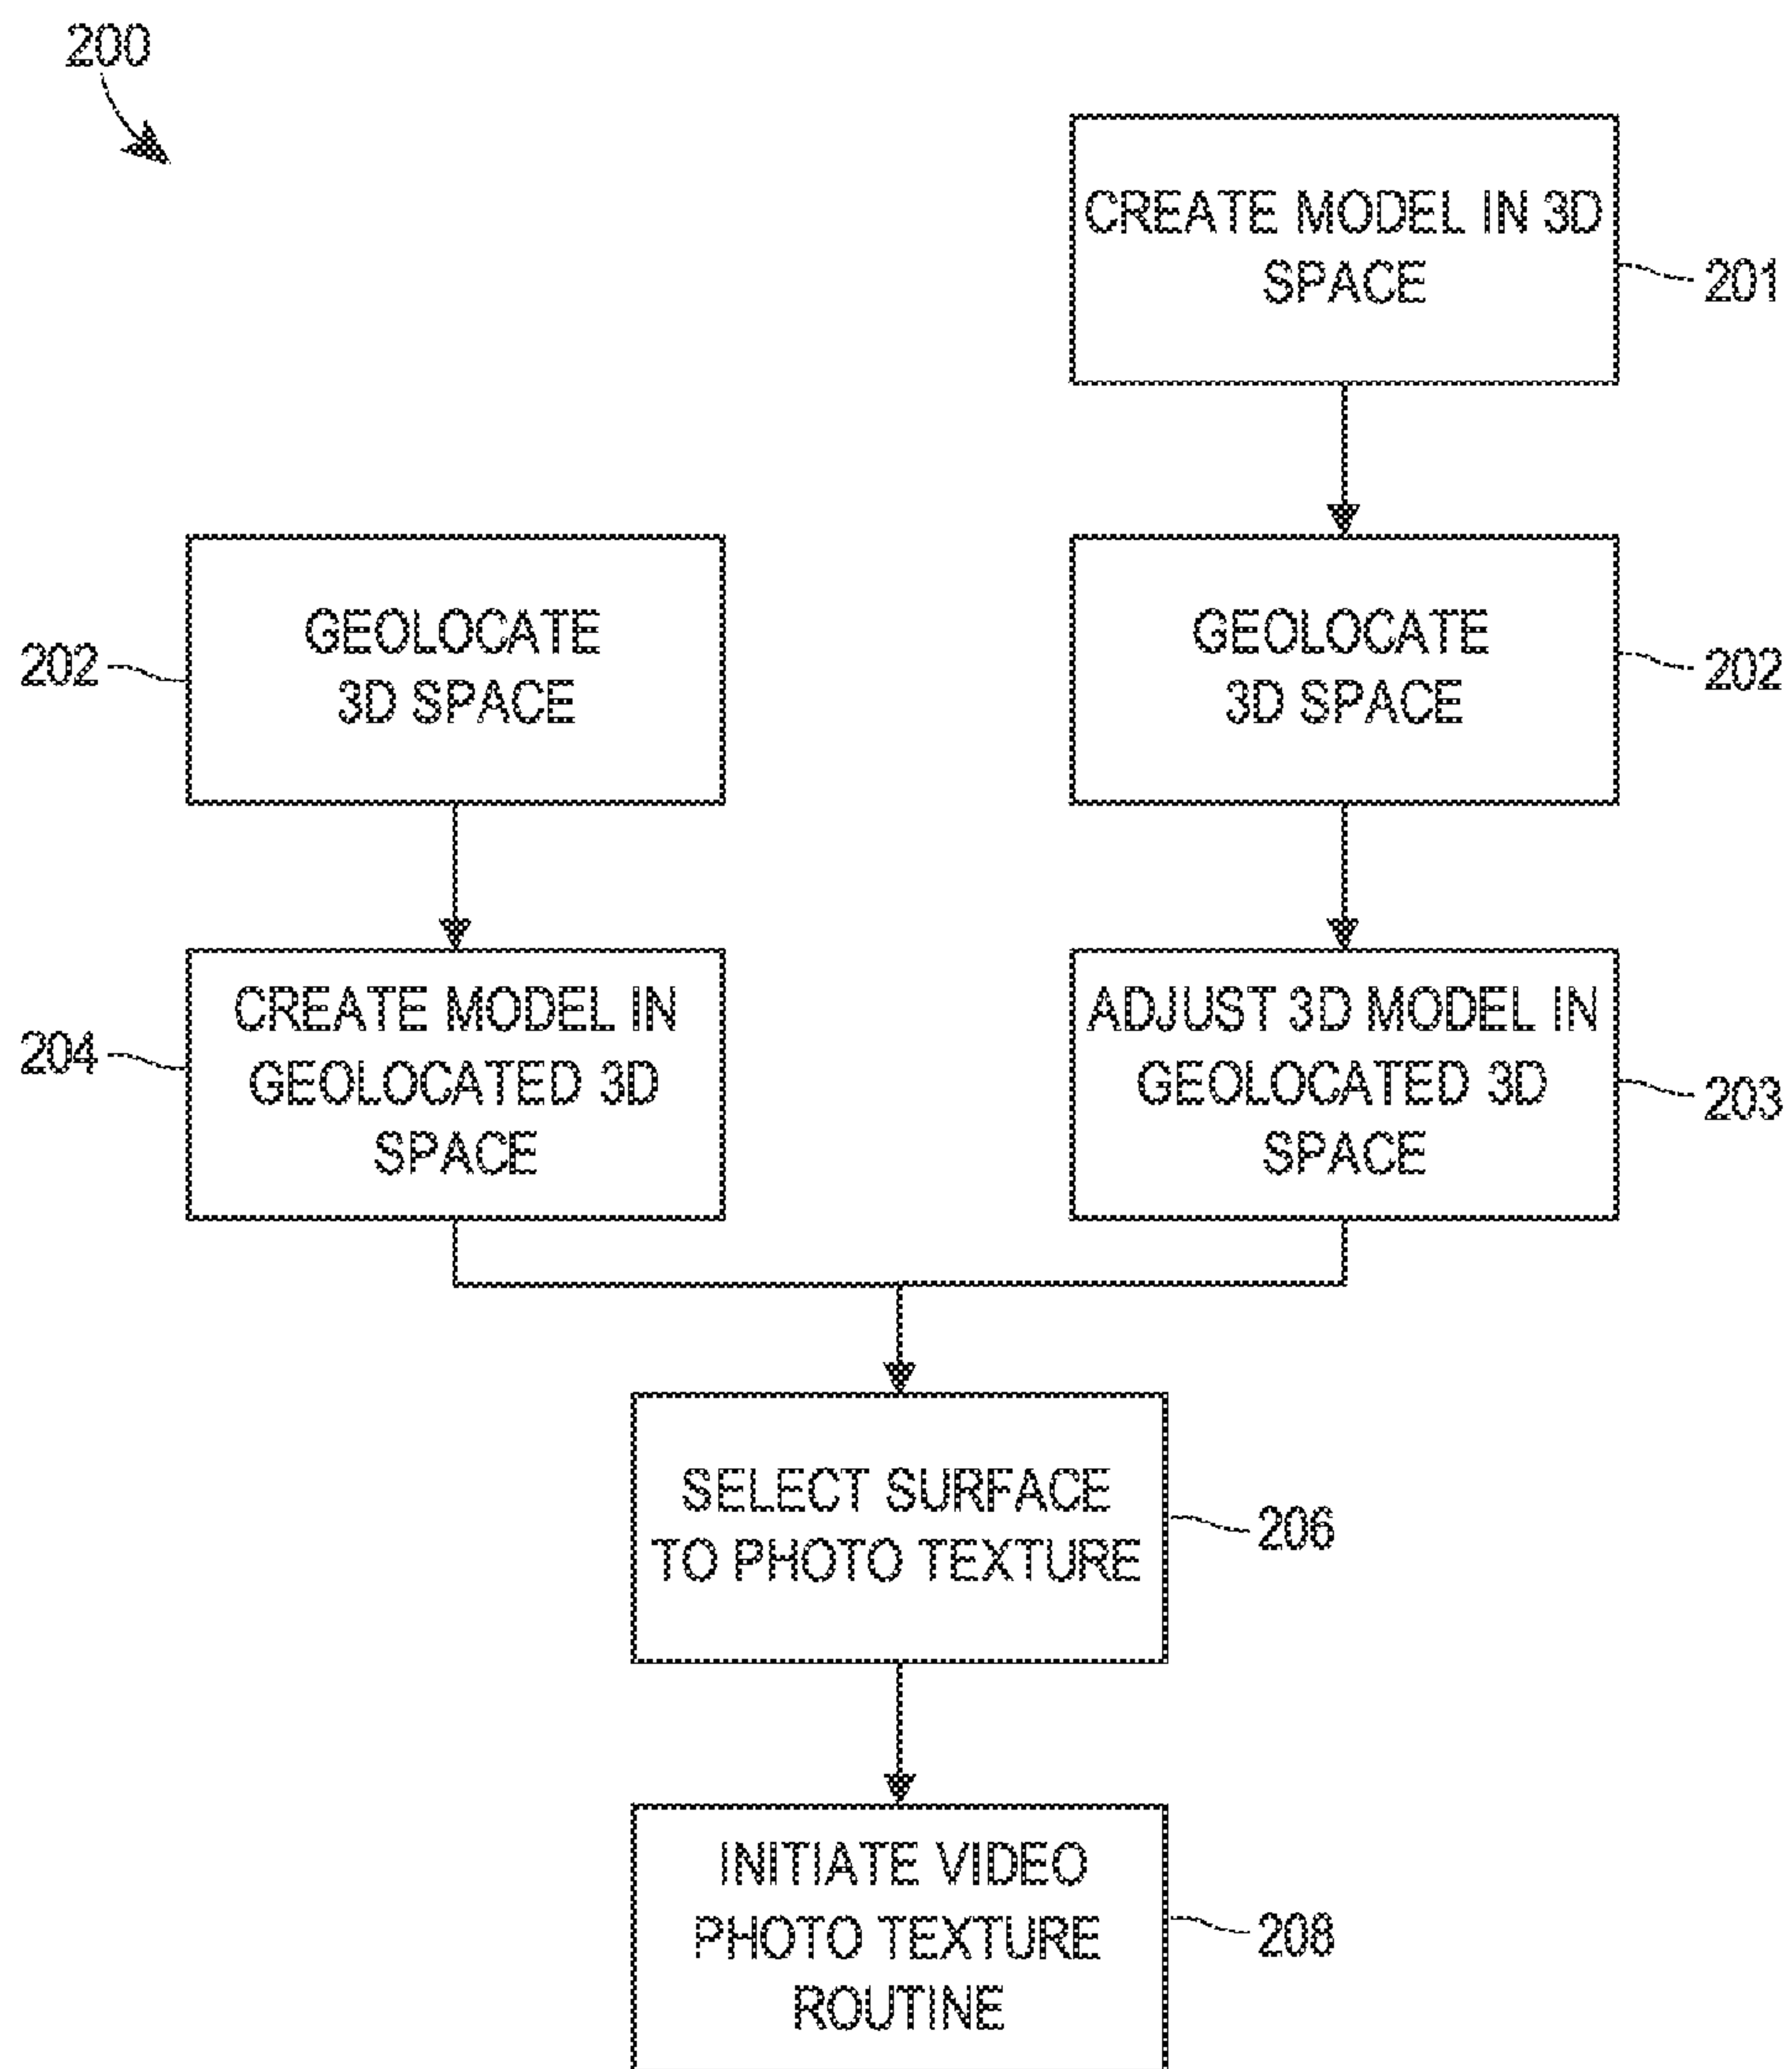 200
CREATE MODEL IN 3D
SPACE
201
GEOLOCATE
3D SPACE
202
GEOLOCATE
3D SPACE
202
CREATE MODEL IN
GEOLOCATED 3D
SPACE
204
ADJUST 3D MODEL IN
GEOLOCATED 3D
SPACE
203
SELECT SURFACE
TO PHOTO TEXTURE
206
INITIATE VIDEO
PHOTO TEXTURE
ROUTINE
208